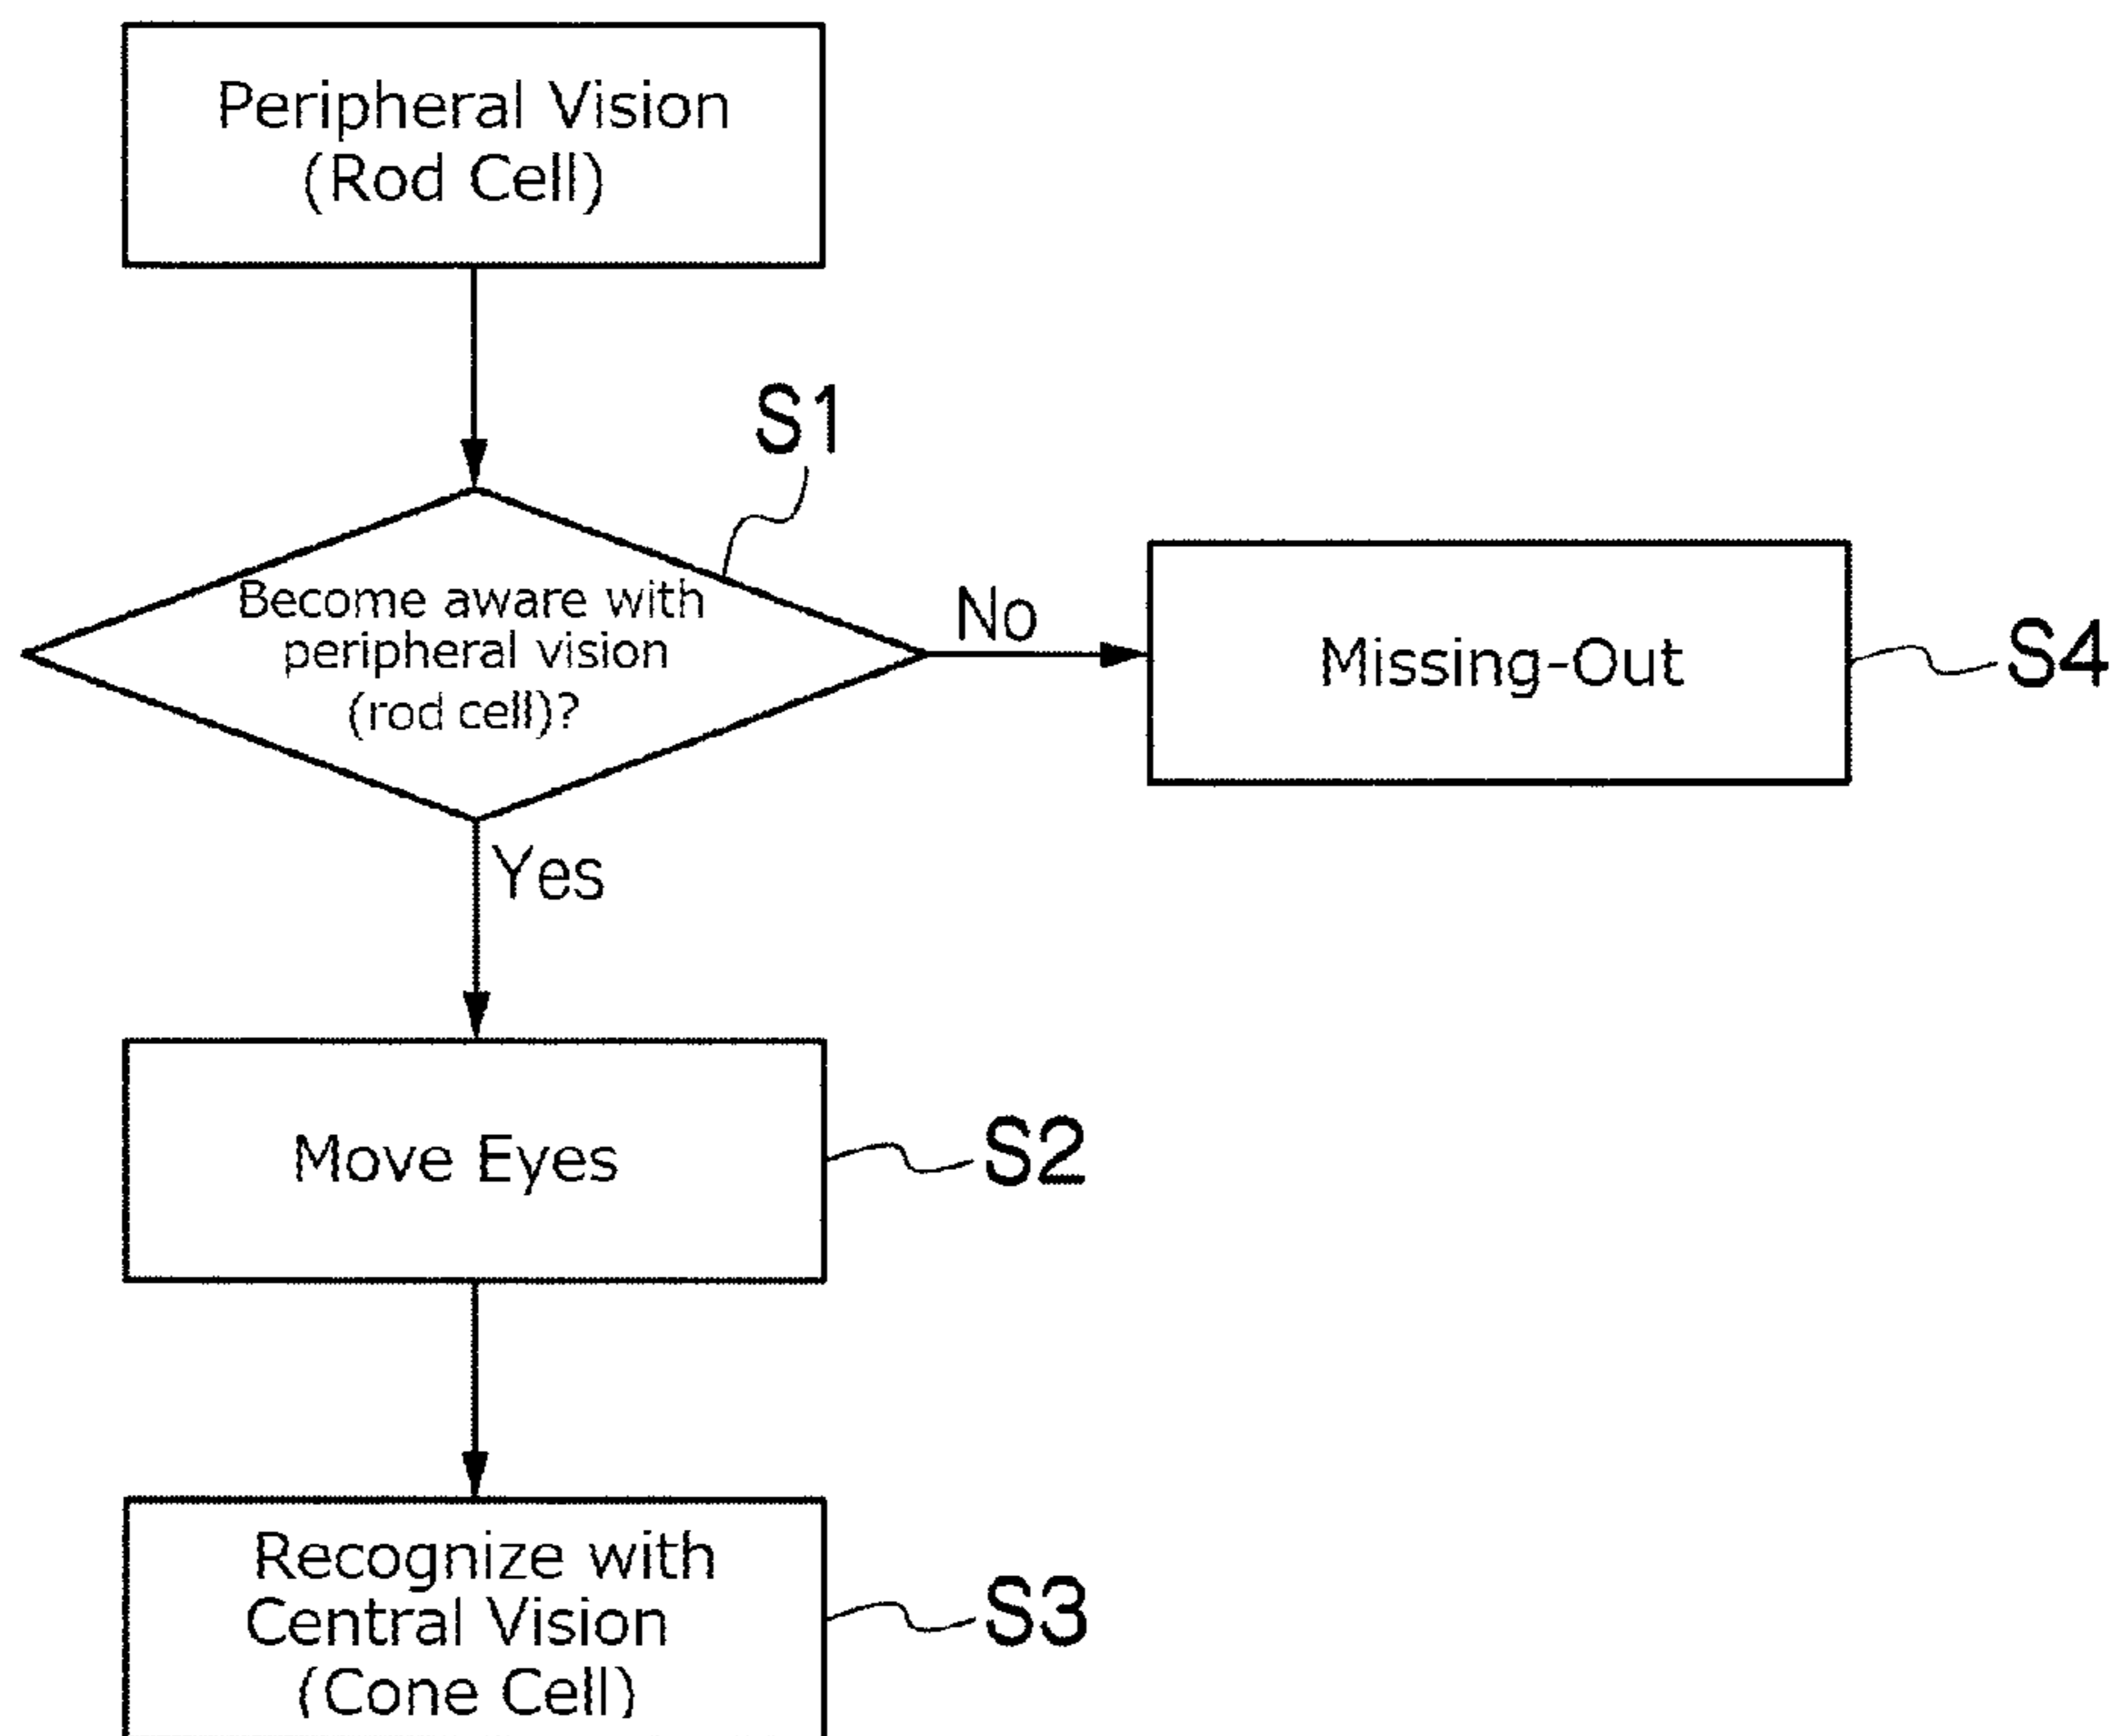 Peripheral Vision
(Rod Cell)
S1
Become aware with
peripheral vision
(rod cell)?
No
Missing-Out
S4
Yes
Move Eyes
S2
Recognize with
Central Vision
(Cone Cell)
S3